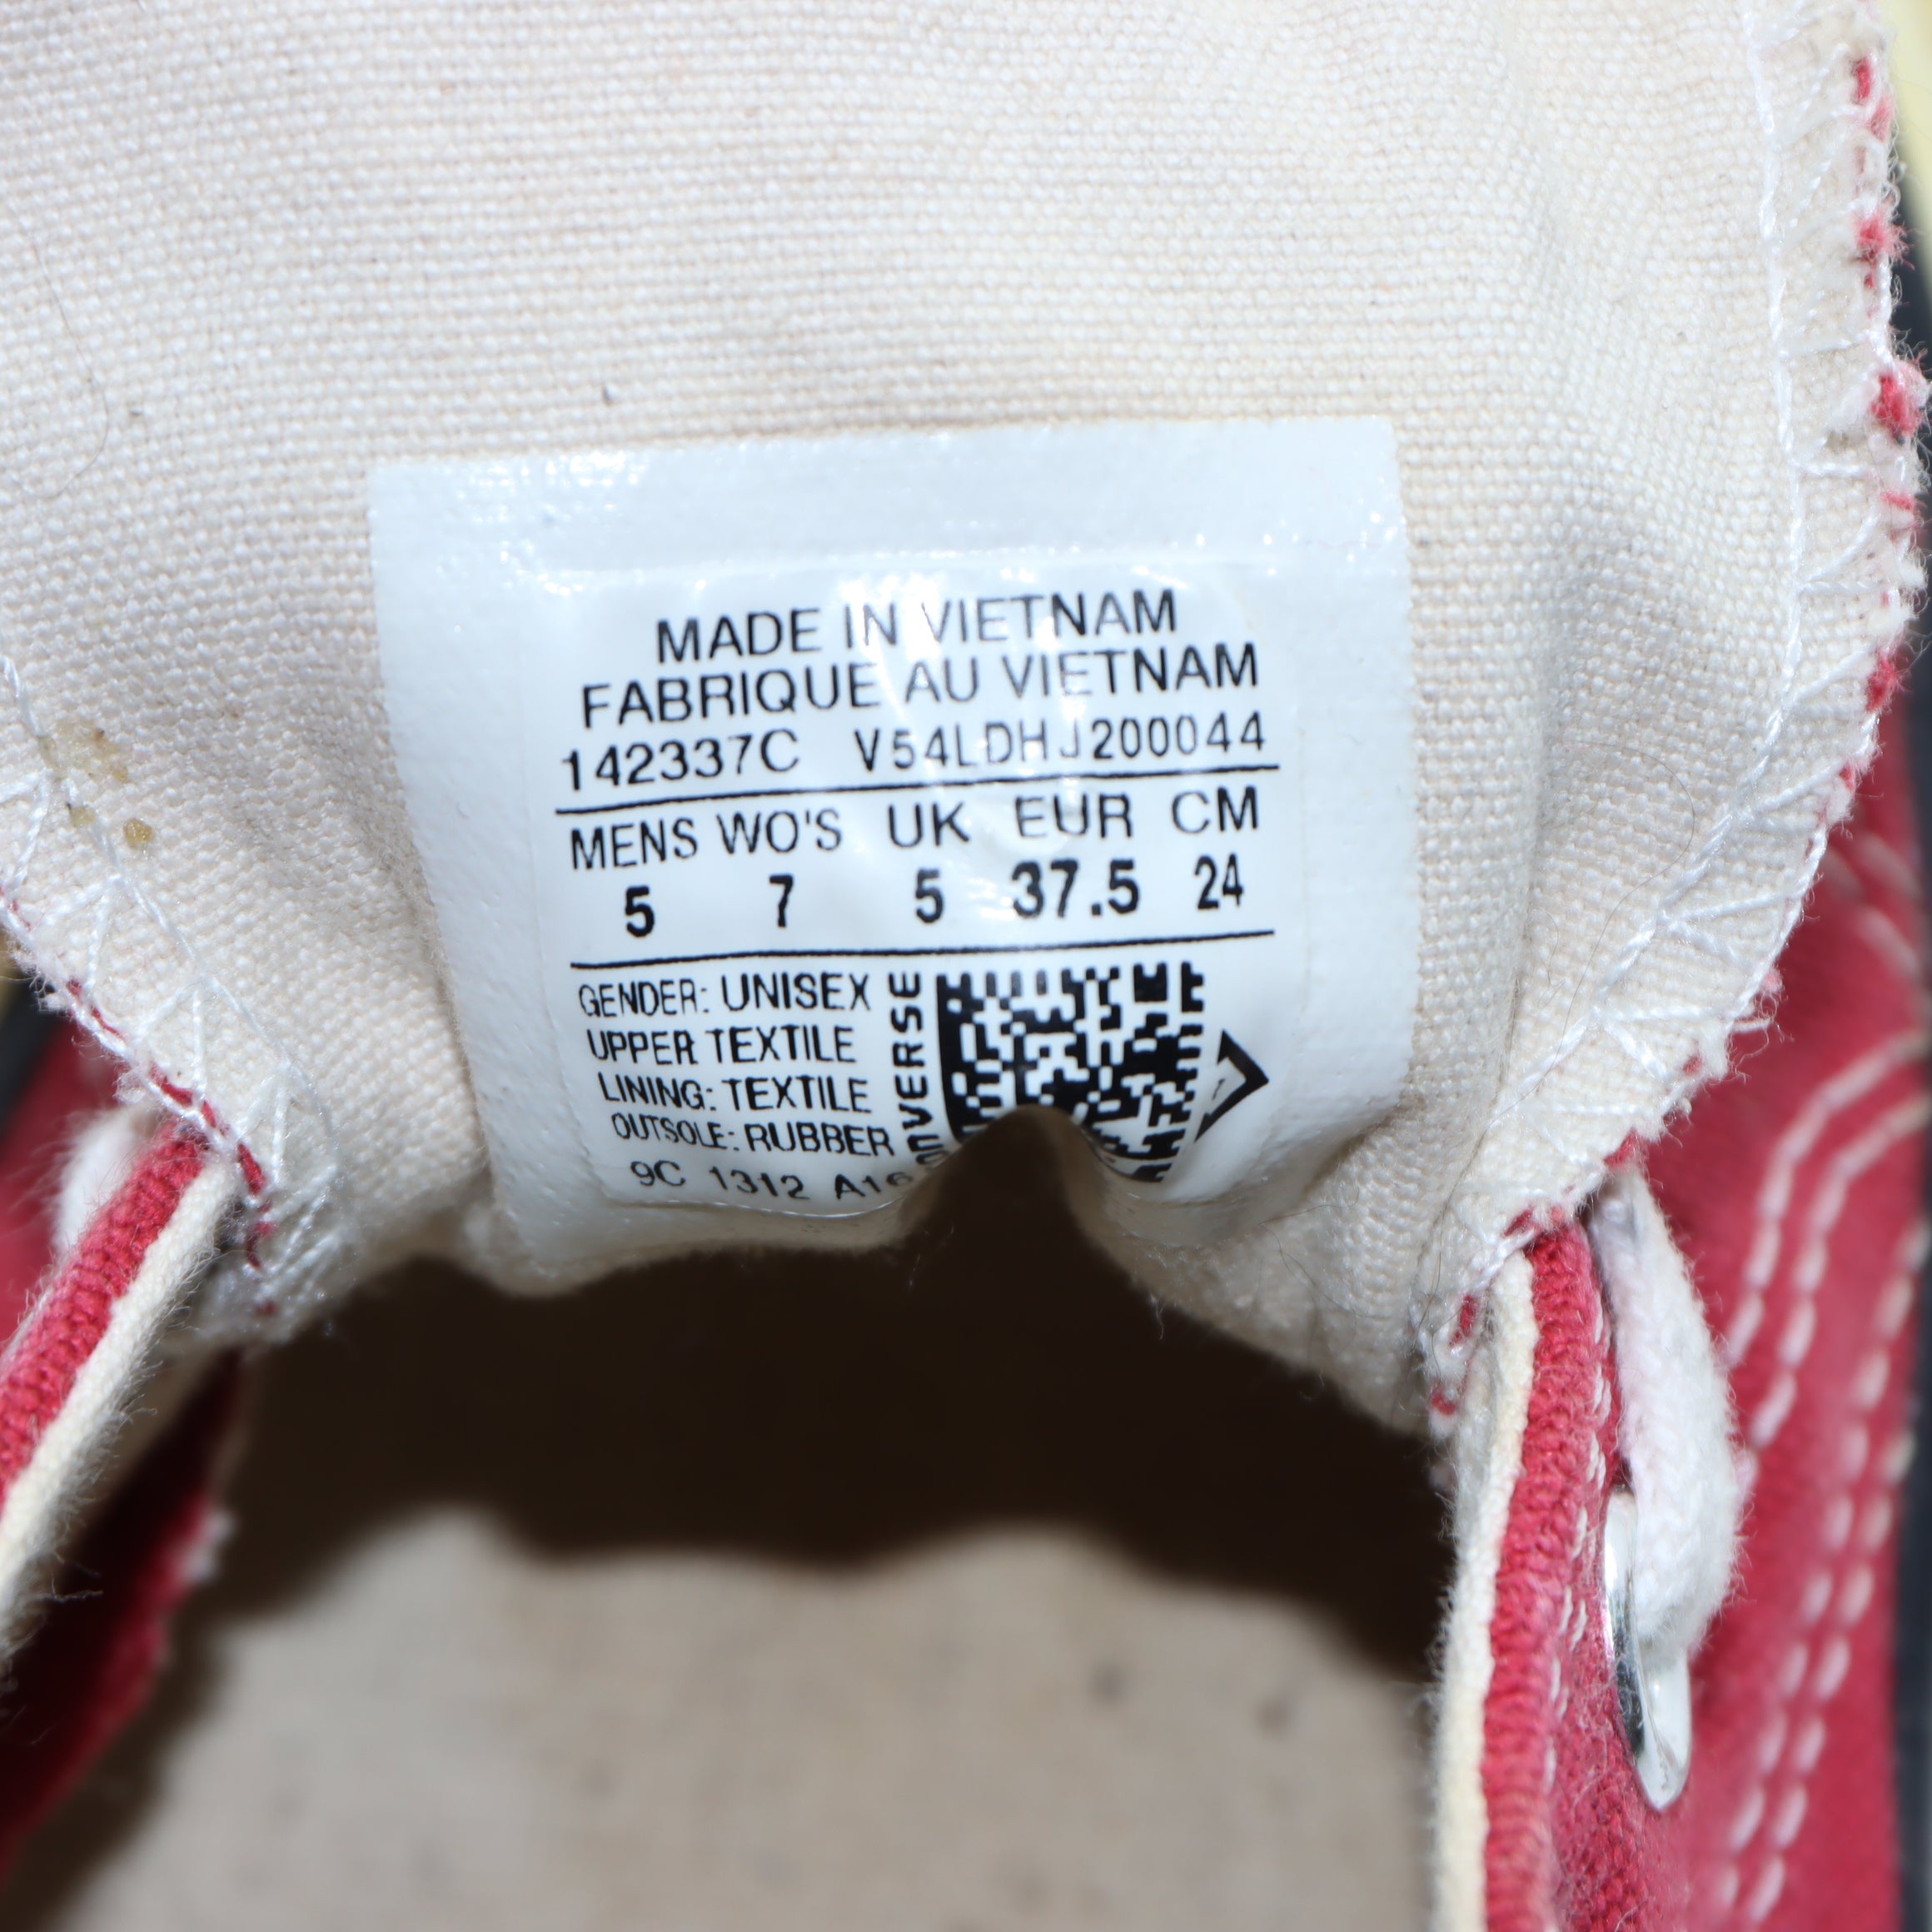 MADE IN VIETNAM
FABRIQUE AU VIETNAM
142337C V54LDHJ200044
MENS WO'S UK EUR CM
5 7 5 37.5 24
GENDER: UNISEX
UPPER TEXTILE
LINING: TEXTILE
OUTSOLE: RUBBER
9C 1312